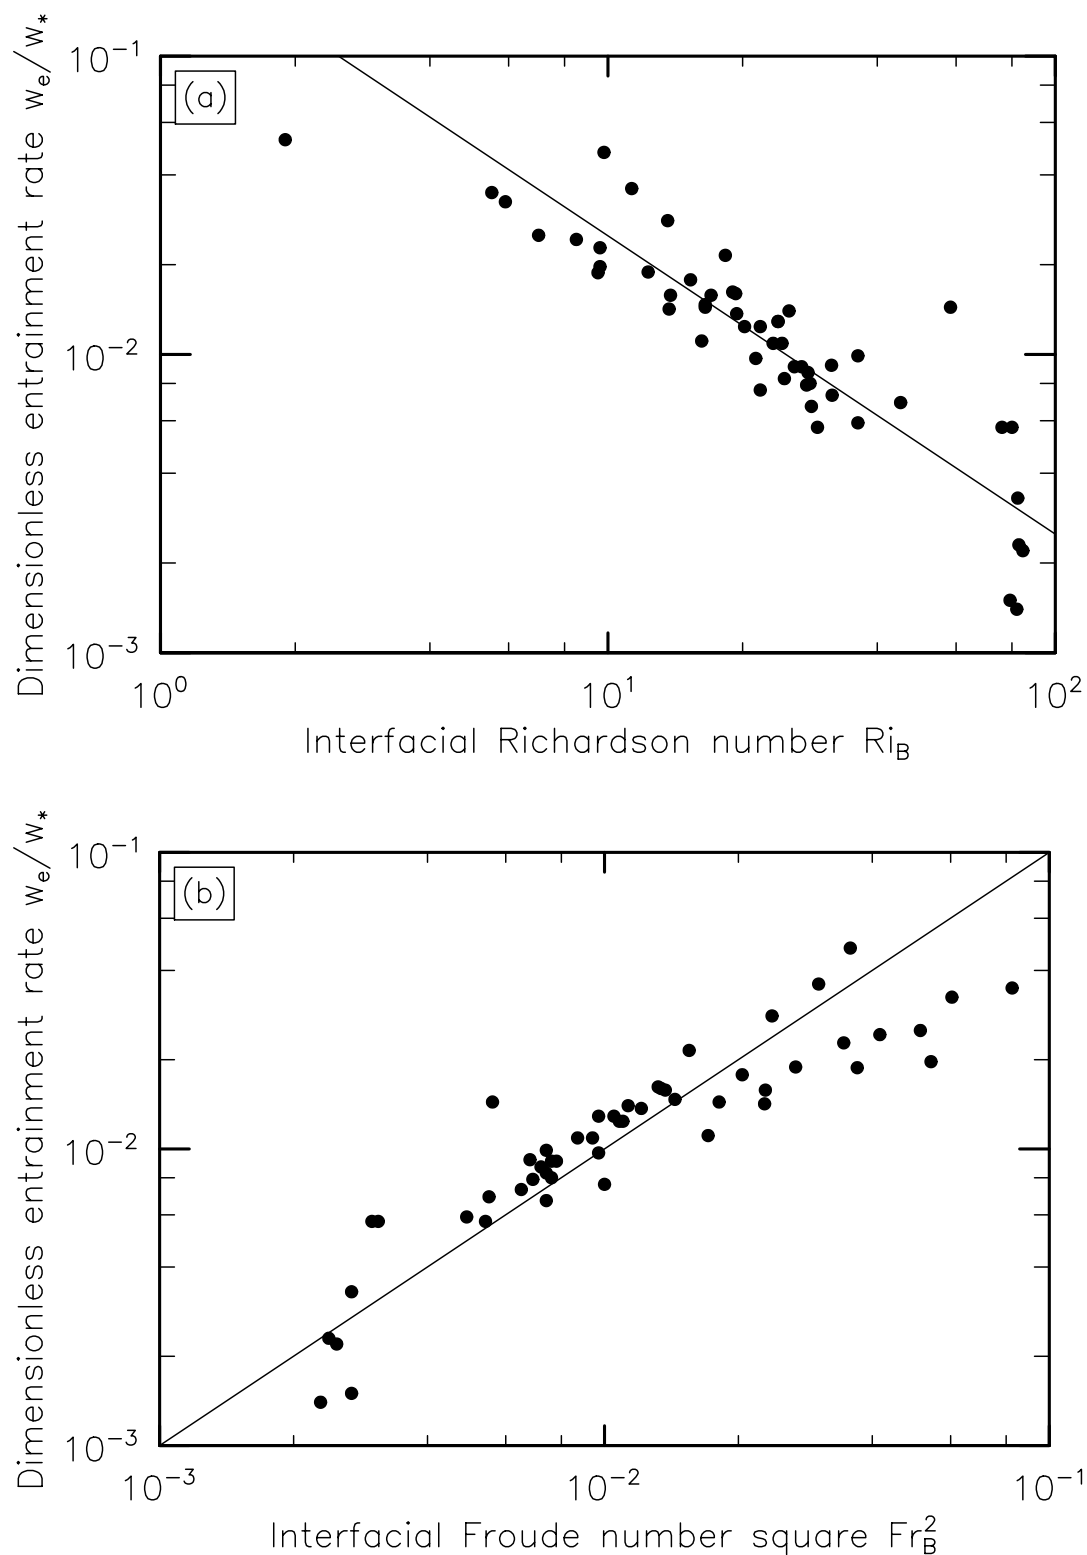 Dimensionless entrainment rate w_e/w_*
(a)
10^-1
10^-2
10^-3
10^0 10^1 10^2
Interfacial Richardson number Ri_B
Dimensionless entrainment rate w_e/w_*
(b)
10^-1
10^-2
10^-3
10^-3 10^-2 10^-1
Interfacial Froude number square Fr_B^2